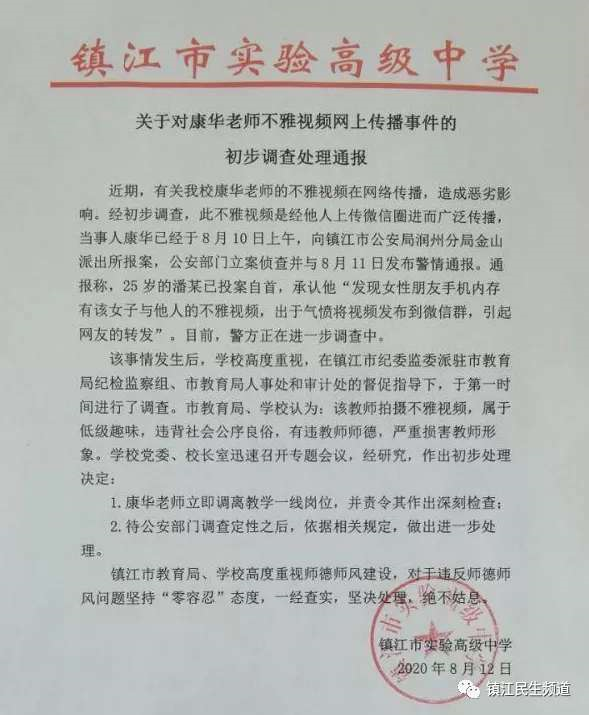 镇江市实验高级中学
关于对康华老师不雅视频网上传播事件的
初步调查处理通报
近期，有关我校康华老师的不雅视频在网络传播，造成恶劣影
响。经初步调查，此不雅视频是经他人上传微信圈进而广泛传播，
当事人康华已经于8月10日上午，向镇江市公安局润州分局金山
派出所报案，公安部门立案侦查并与8月11日发布警情通报。通
报称，25岁的潘某已投案自首，承认他“发现女性朋友手机内存
有该女子与他人的不雅视频，出于气愤将视频发布到微信群，引起
网友的转发”。目前，警方正在进一步调查中。
该事情发生后，学校高度重视，在镇江市纪委监委派驻市教育
局纪检监察组、市教育局人事处和审计处的督促指导下，于第一时
间进行了调查。市教育局、学校认为：该教师拍摄不雅视频，属于
低级趣味，违背社会公序良俗，有违教师师德，严重损害教师形
象。学校党委、校长室迅速召开专题会议，经研究，作出初步处理
决定：
1.康华老师立即调离教学一线岗位，并责令其作出深刻检查；
2.待公安部门调查定性之后，依据相关规定，做出进一步处
理。
镇江市教育局、学校高度重视师德师风建设，对于违反师德师
风问题坚持“零容忍”态度，一经查实，坚决处理，绝不姑息。
镇江市实验高级中学
2020年8月12日
镇江市实验高级中学
镇江民生频道